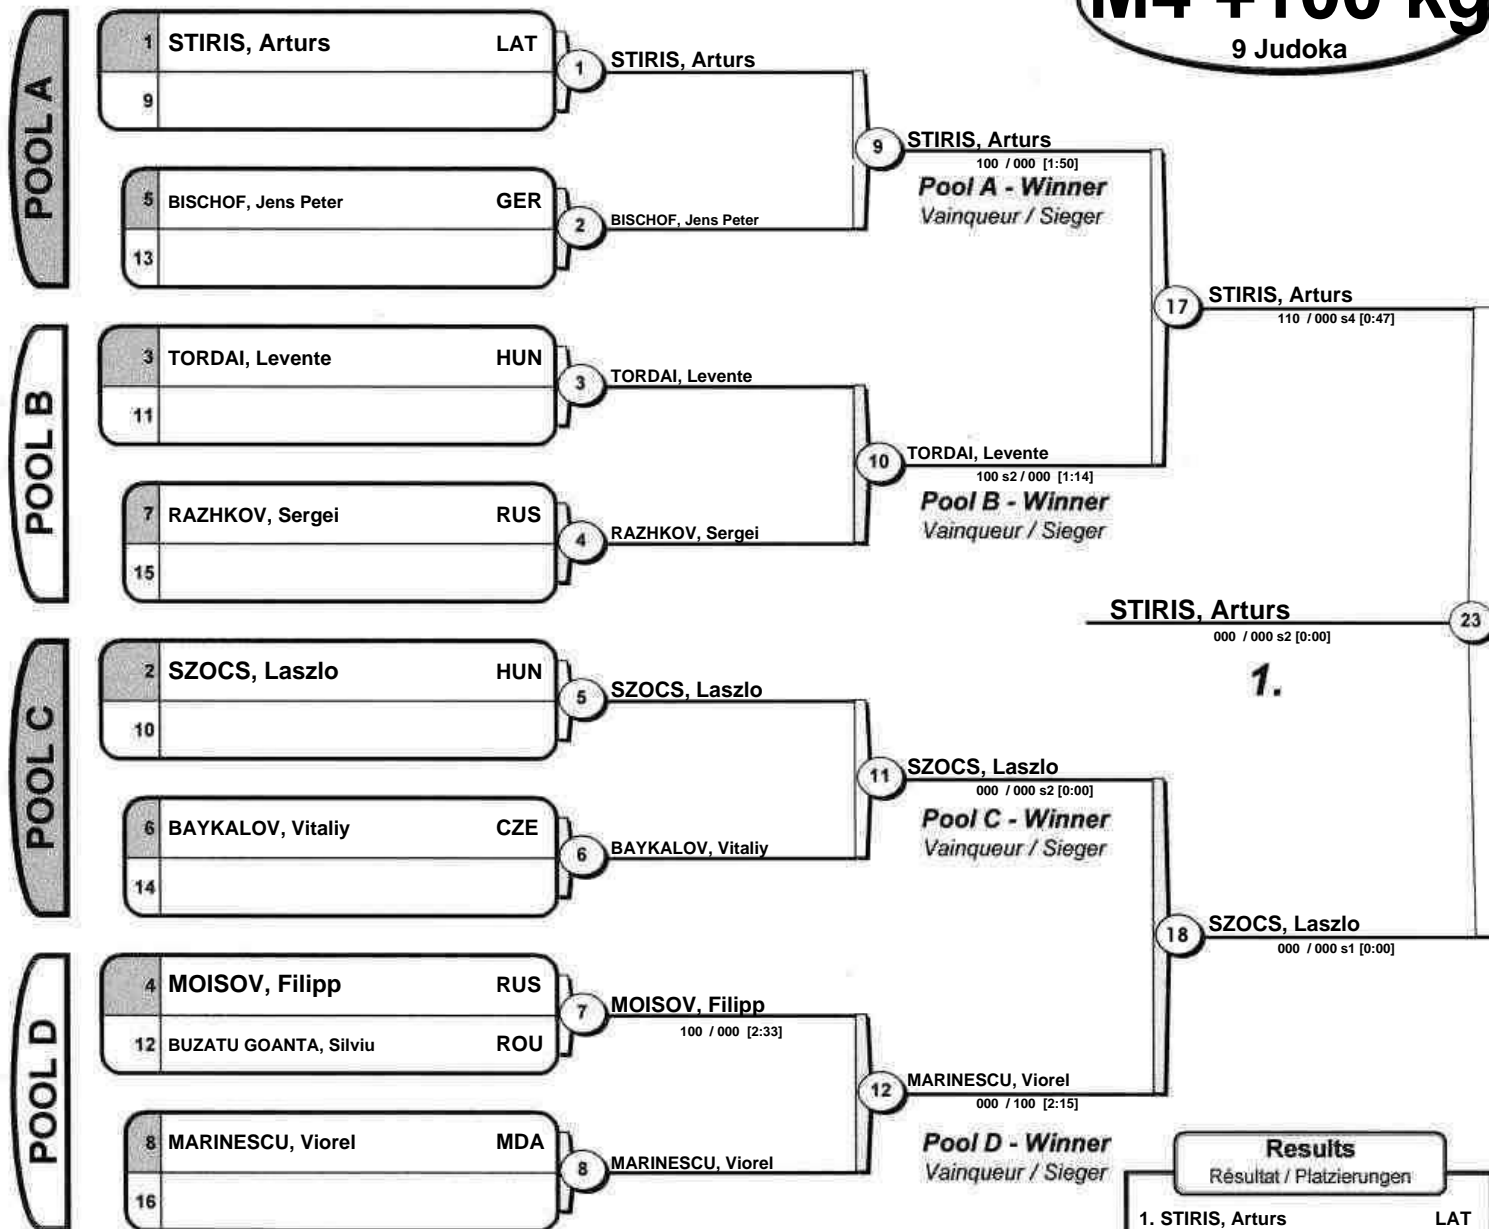 M4 +100 kg
9 Judoka
POOL A
1 STIRIS, Arturs LAT
9
5 BISCHOF, Jens Peter GER
13
1 STIRIS, Arturs
2 BISCHOF, Jens Peter
9 STIRIS, Arturs
100 / 000 [1:50]
Pool A - Winner
Vainqueur / Sieger
POOL B
3 TORDAI, Levente HUN
11
7 RAZHKOV, Sergei RUS
15
3 TORDAI, Levente
4 RAZHKOV, Sergei
10 TORDAI, Levente
100 s2 / 000 [1:14]
Pool B - Winner
Vainqueur / Sieger
17 STIRIS, Arturs
110 / 000 s4 [0:47]
STIRIS, Arturs 23
000 / 000 s2 [0:00]
1.
POOL C
2 SZOCS, Laszlo HUN
10
6 BAYKALOV, Vitaliy CZE
14
5 SZOCS, Laszlo
6 BAYKALOV, Vitaliy
11 SZOCS, Laszlo
000 / 000 s2 [0:00]
Pool C - Winner
Vainqueur / Sieger
18 SZOCS, Laszlo
000 / 000 s1 [0:00]
POOL D
4 MOISOV, Filipp RUS
12 BUZATU GOANTA, Silviu ROU
8 MARINESCU, Viorel MDA
16
7 MOISOV, Filipp
100 / 000 [2:33]
8 MARINESCU, Viorel
12 MARINESCU, Viorel
000 / 100 [2:15]
Pool D - Winner
Vainqueur / Sieger
Results
Résultat / Platzierungen
1. STIRIS, Arturs LAT